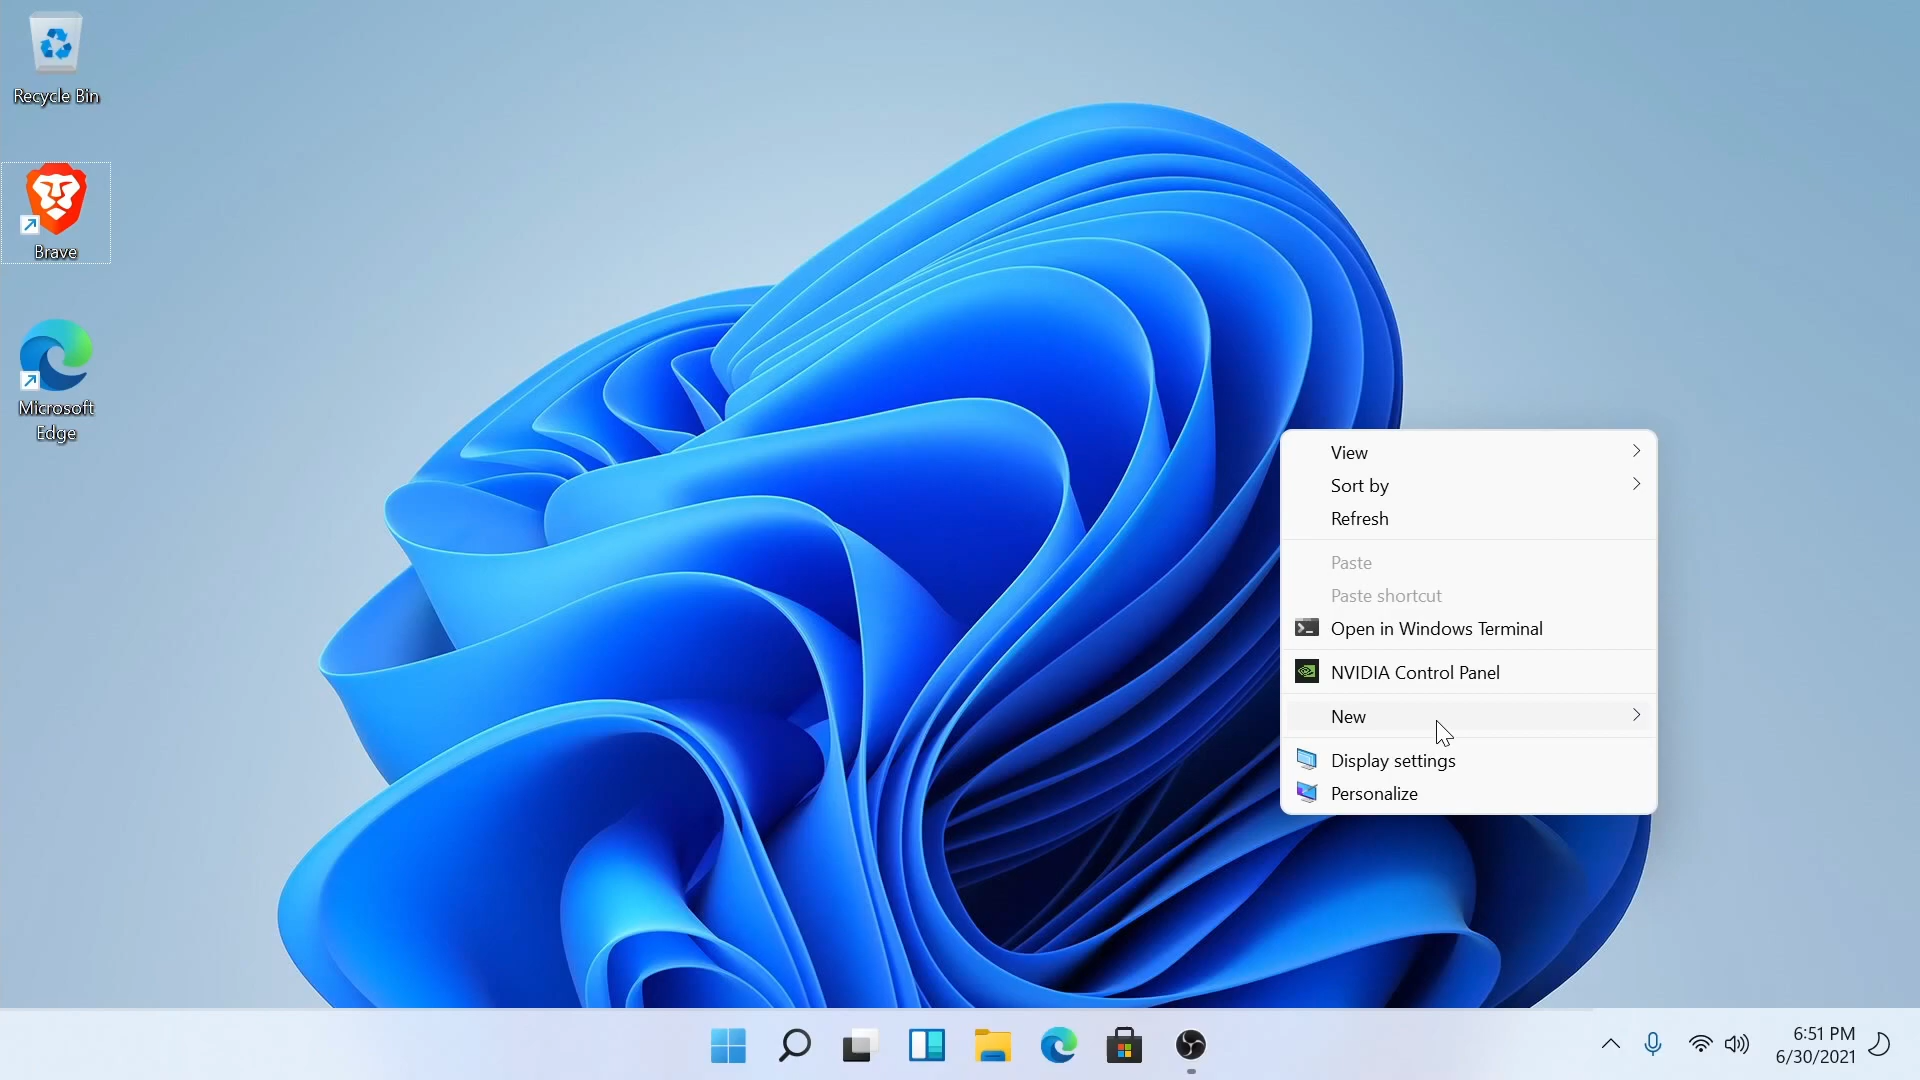 Recycle Bin
Brave
Microsoft
Edge
View
Sort by
Refresh
Paste
Paste shortcut
Open in Windows Terminal
NVIDIA Control Panel
New
Display settings
Personalize
6:51 PM
6/30/2021